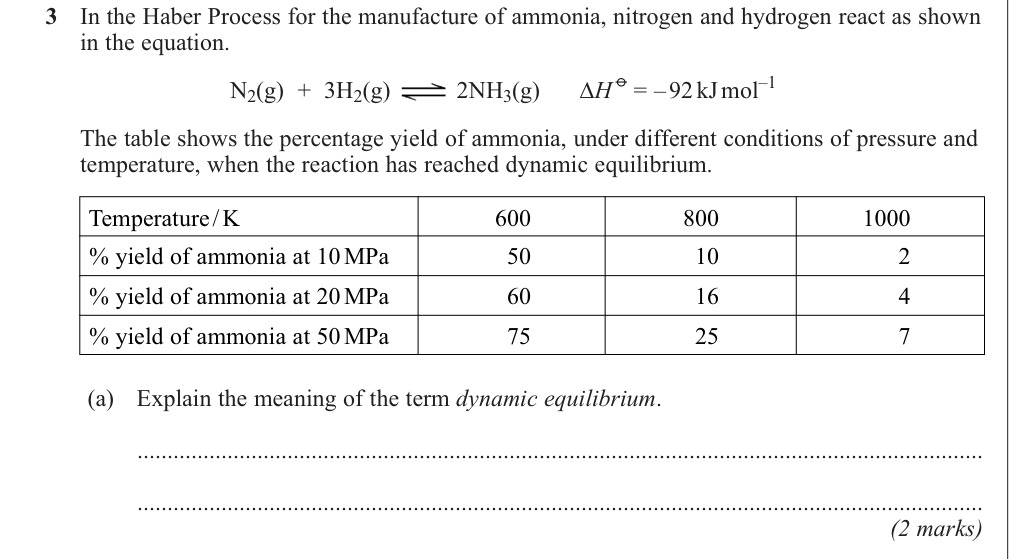 3 In the Haber Process for the manufacture of ammonia, nitrogen and hydrogen react as shown
in the equation.
N₂(g) + 3H₂(g) ⇌ 2NH₃(g) ΔH⦵ = −92 kJ mol⁻¹
The table shows the percentage yield of ammonia, under different conditions of pressure and
temperature, when the reaction has reached dynamic equilibrium.
Temperature / K 600 800 1000
% yield of ammonia at 10 MPa 50 10 2
% yield of ammonia at 20 MPa 60 16 4
% yield of ammonia at 50 MPa 75 25 7
(a) Explain the meaning of the term dynamic equilibrium.
(2 marks)